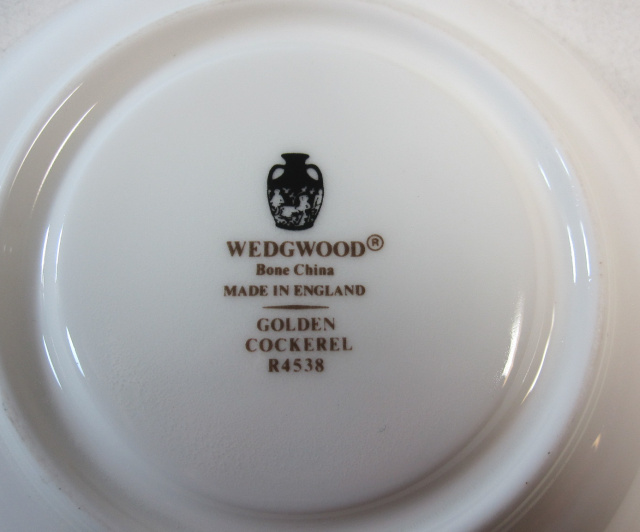 WEDGWOOD®
Bone China
MADE IN ENGLAND
GOLDEN
COCKEREL
R4538